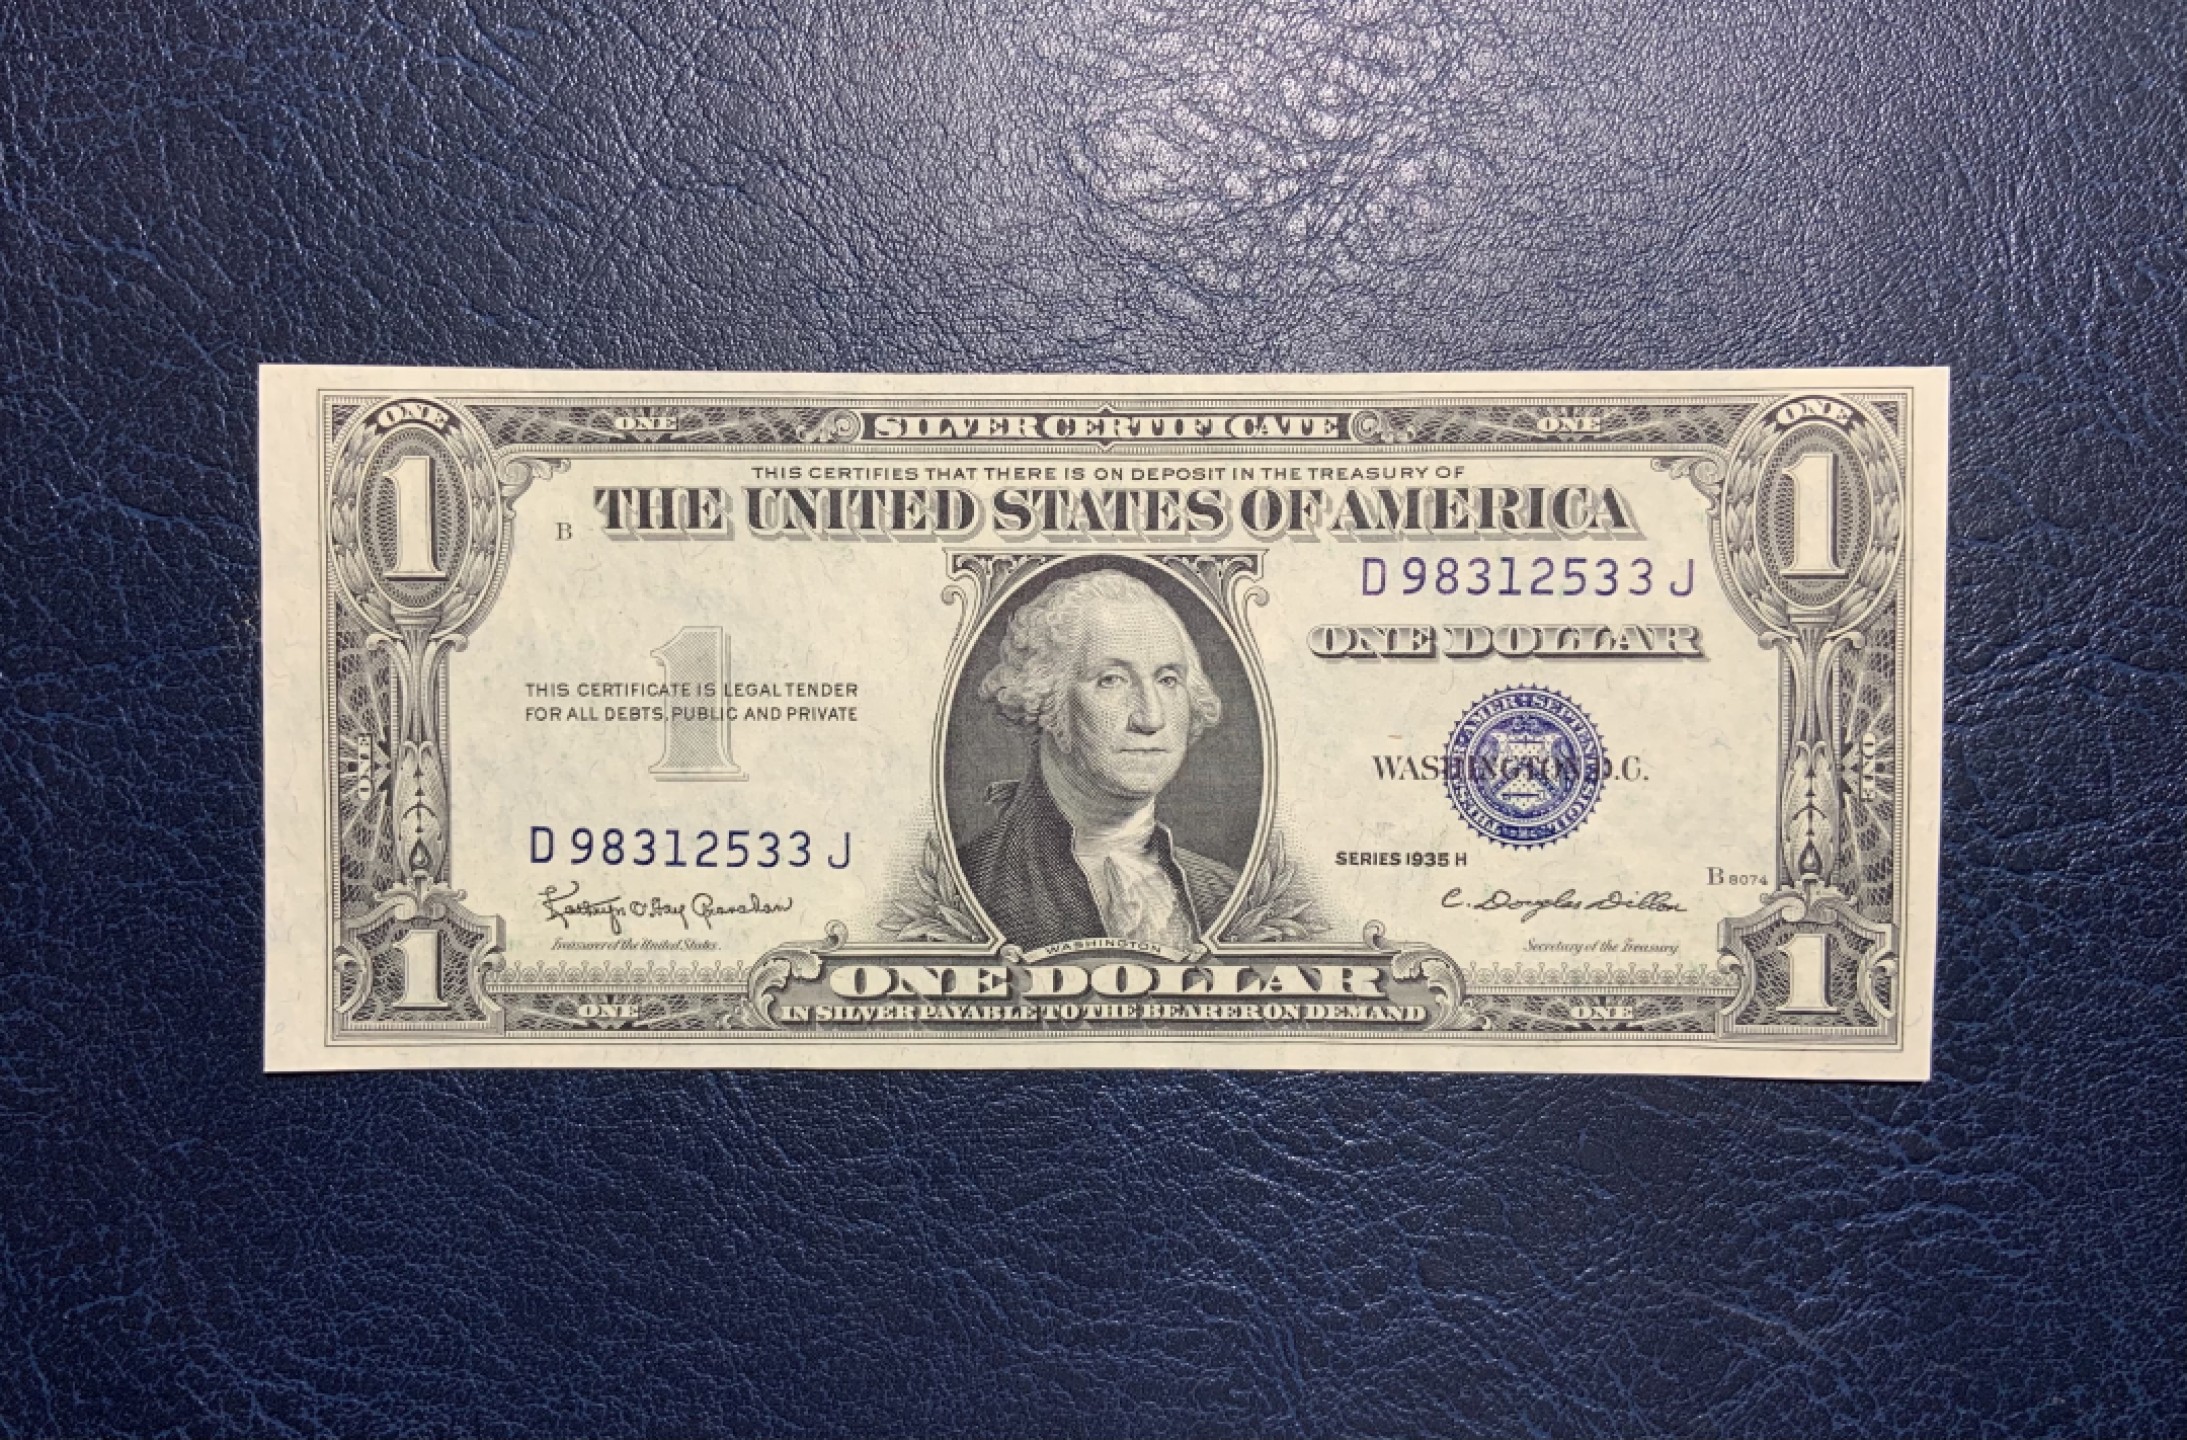 ONE
ONE
SILVER CERTIFICATE
ONE
ONE
1
THIS CERTIFIES THAT THERE IS ON DEPOSIT IN THE TREASURY OF
1
B
THE UNITED STATES OF AMERICA
D 98312533 J
ONE DOLLAR
1
THIS CERTIFICATE IS LEGAL TENDER
FOR ALL DEBTS, PUBLIC AND PRIVATE
ONE
WASHINGTON, D.C.
ONE
D 98312533 J
SERIES 1935 H
B 8074
Kathryn O'Hay Granahan
C. Douglas Dillon
Treasurer of the United States.
WASHINGTON
Secretary of the Treasury.
1
ONE DOLLAR
1
ONE
IN SILVER PAYABLE TO THE BEARER ON DEMAND
ONE